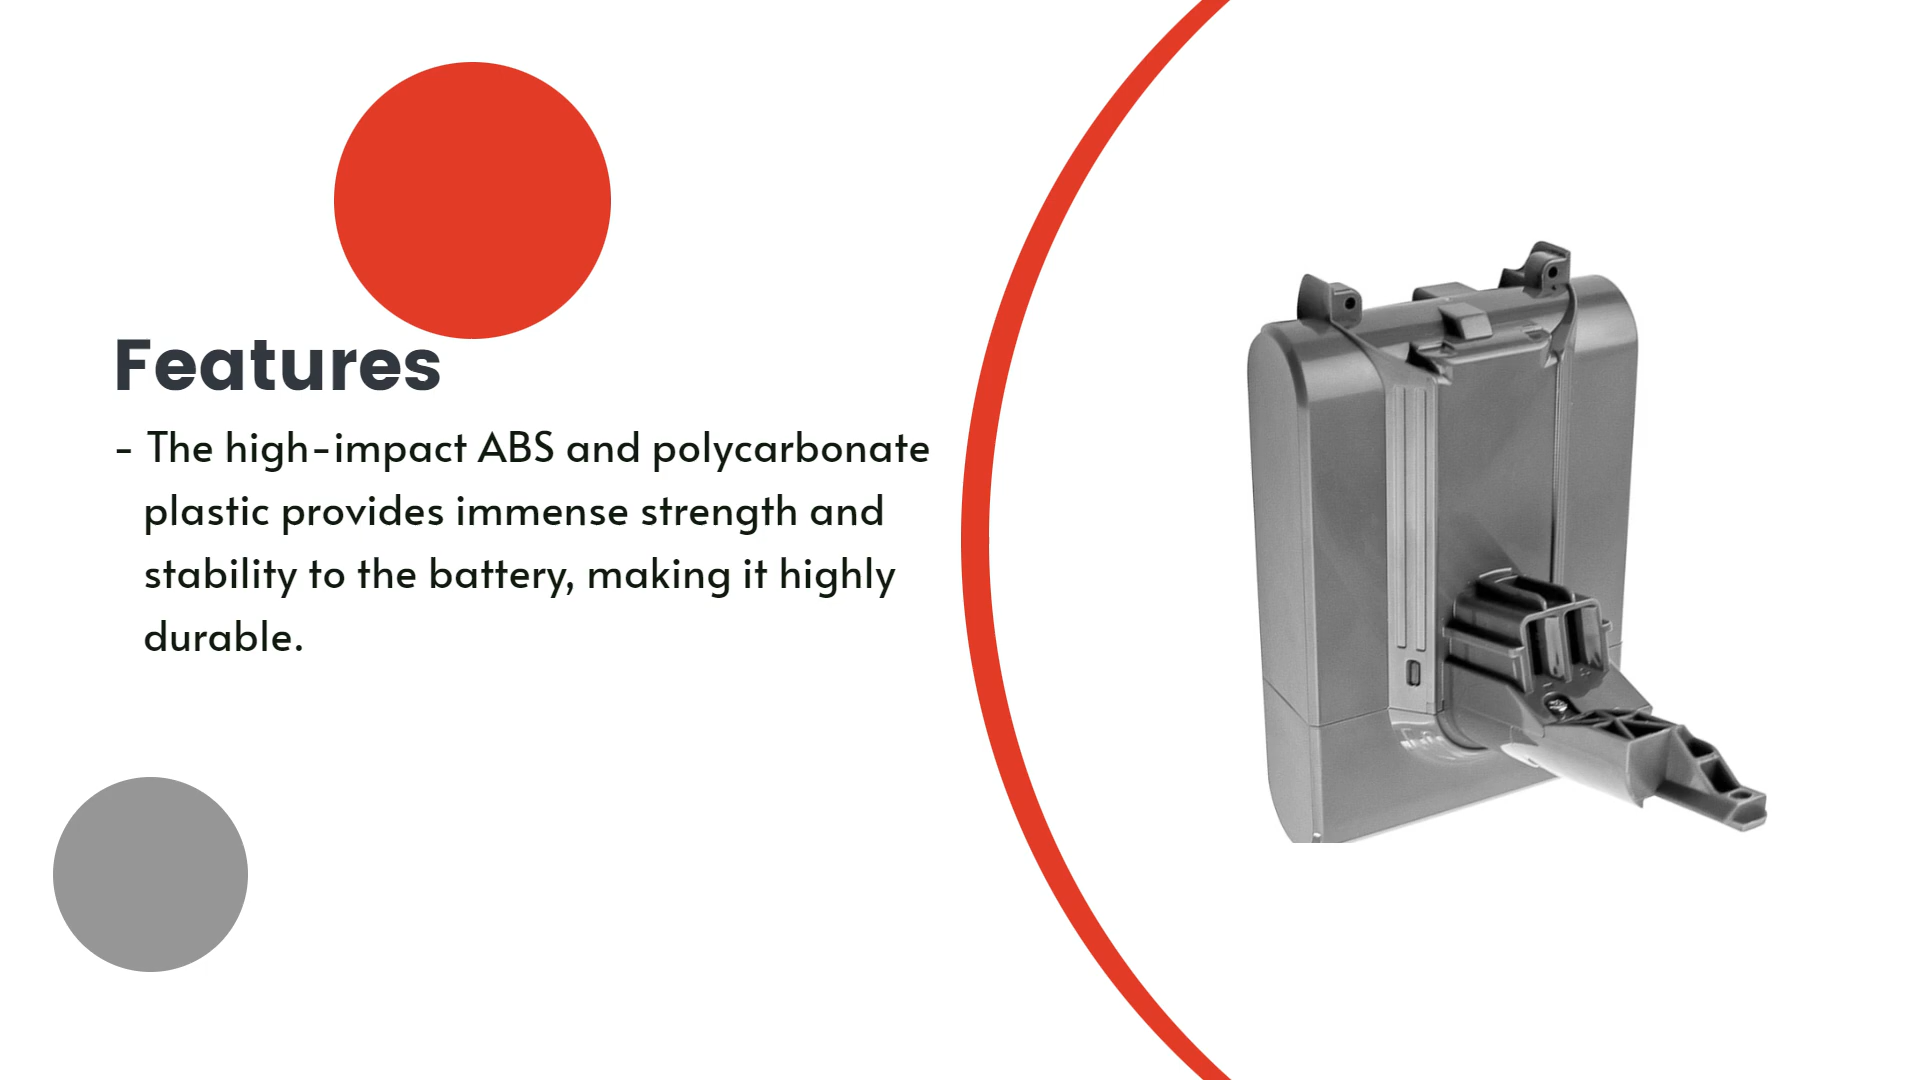 Features
- The high-impact ABS and polycarbonate
plastic provides immense strength and
stability to the battery, making it highly
durable.